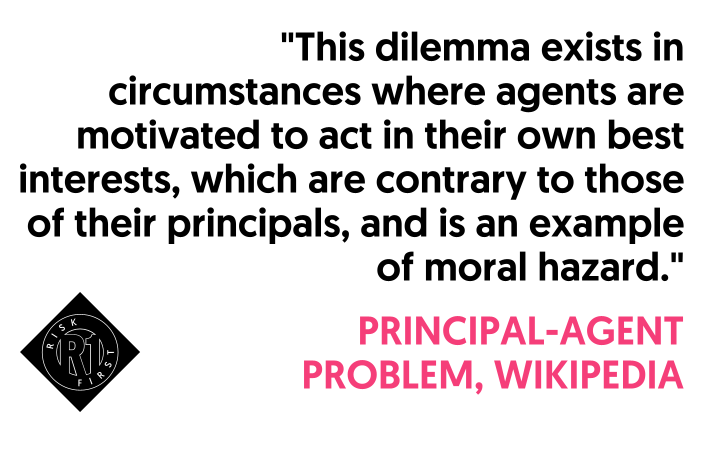 "This dilemma exists in
circumstances where agents are
motivated to act in their own best
interests, which are contrary to those
of their principals, and is an example
of moral hazard."
PRINCIPAL-AGENT
PROBLEM, WIKIPEDIA
RISK
R1
FIRST